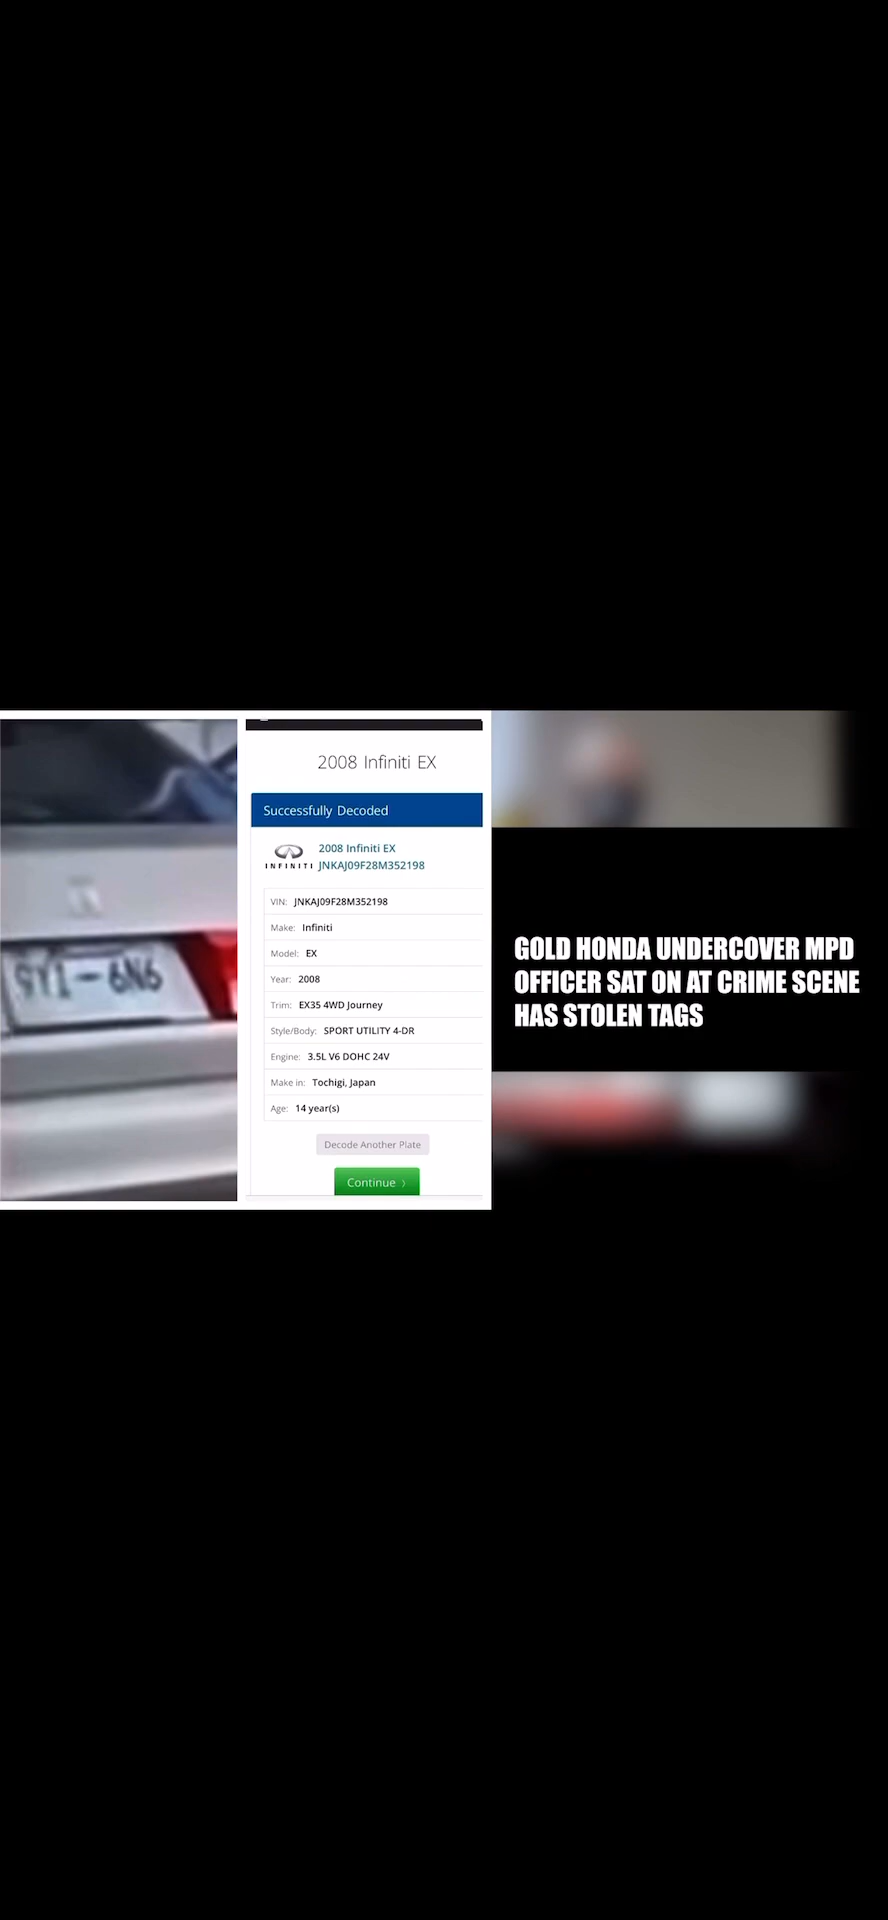 9Y1-6N6
2008 Infiniti EX
Successfully Decoded
INFINITI
2008 Infiniti EX
JNKAJ09F28M352198
VIN: JNKAJ09F28M352198
Make: Infiniti
Model: EX
Year: 2008
Trim: EX35 4WD Journey
Style/Body: SPORT UTILITY 4-DR
Engine: 3.5L V6 DOHC 24V
Make in: Tochigi, Japan
Age: 14 year(s)
Decode Another Plate
Continue
GOLD HONDA UNDERCOVER MPD
OFFICER SAT ON AT CRIME SCENE
HAS STOLEN TAGS